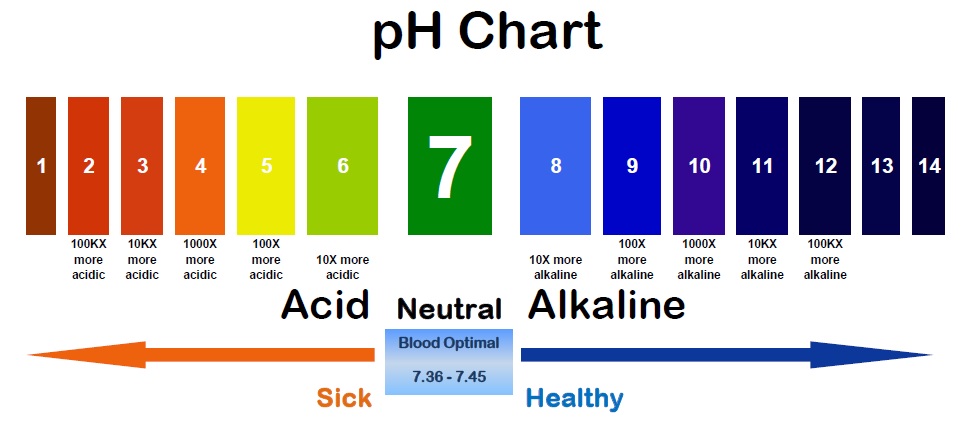 pH Chart
1 2 3 4 5 6 7 8 9 10 11 12 13 14
100KX more acidic
10KX more acidic
1000X more acidic
100X more acidic
10X more acidic
10X more alkaline
100X more alkaline
1000X more alkaline
10KX more alkaline
100KX more alkaline
Acid Neutral Alkaline
Blood Optimal
7.36 - 7.45
Sick Healthy